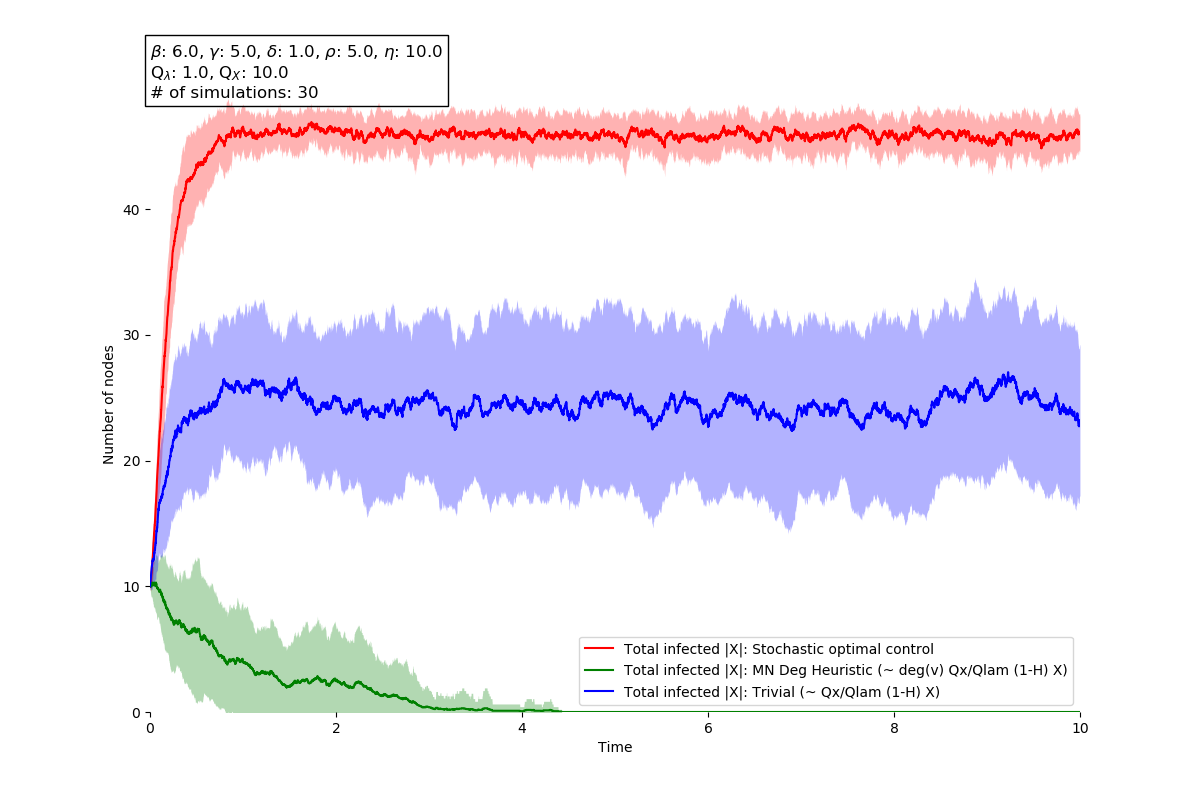 β: 6.0, γ: 5.0, δ: 1.0, ρ: 5.0, η: 10.0
Qλ: 1.0, QX: 10.0
# of simulations: 30
Number of nodes
40
30
20
10
0
Total infected |X|: Stochastic optimal control
Total infected |X|: MN Deg Heuristic (~ deg(v) Qx/Qlam (1-H) X)
Total infected |X|: Trivial (~ Qx/Qlam (1-H) X)
0 2 4 6 8 10
Time